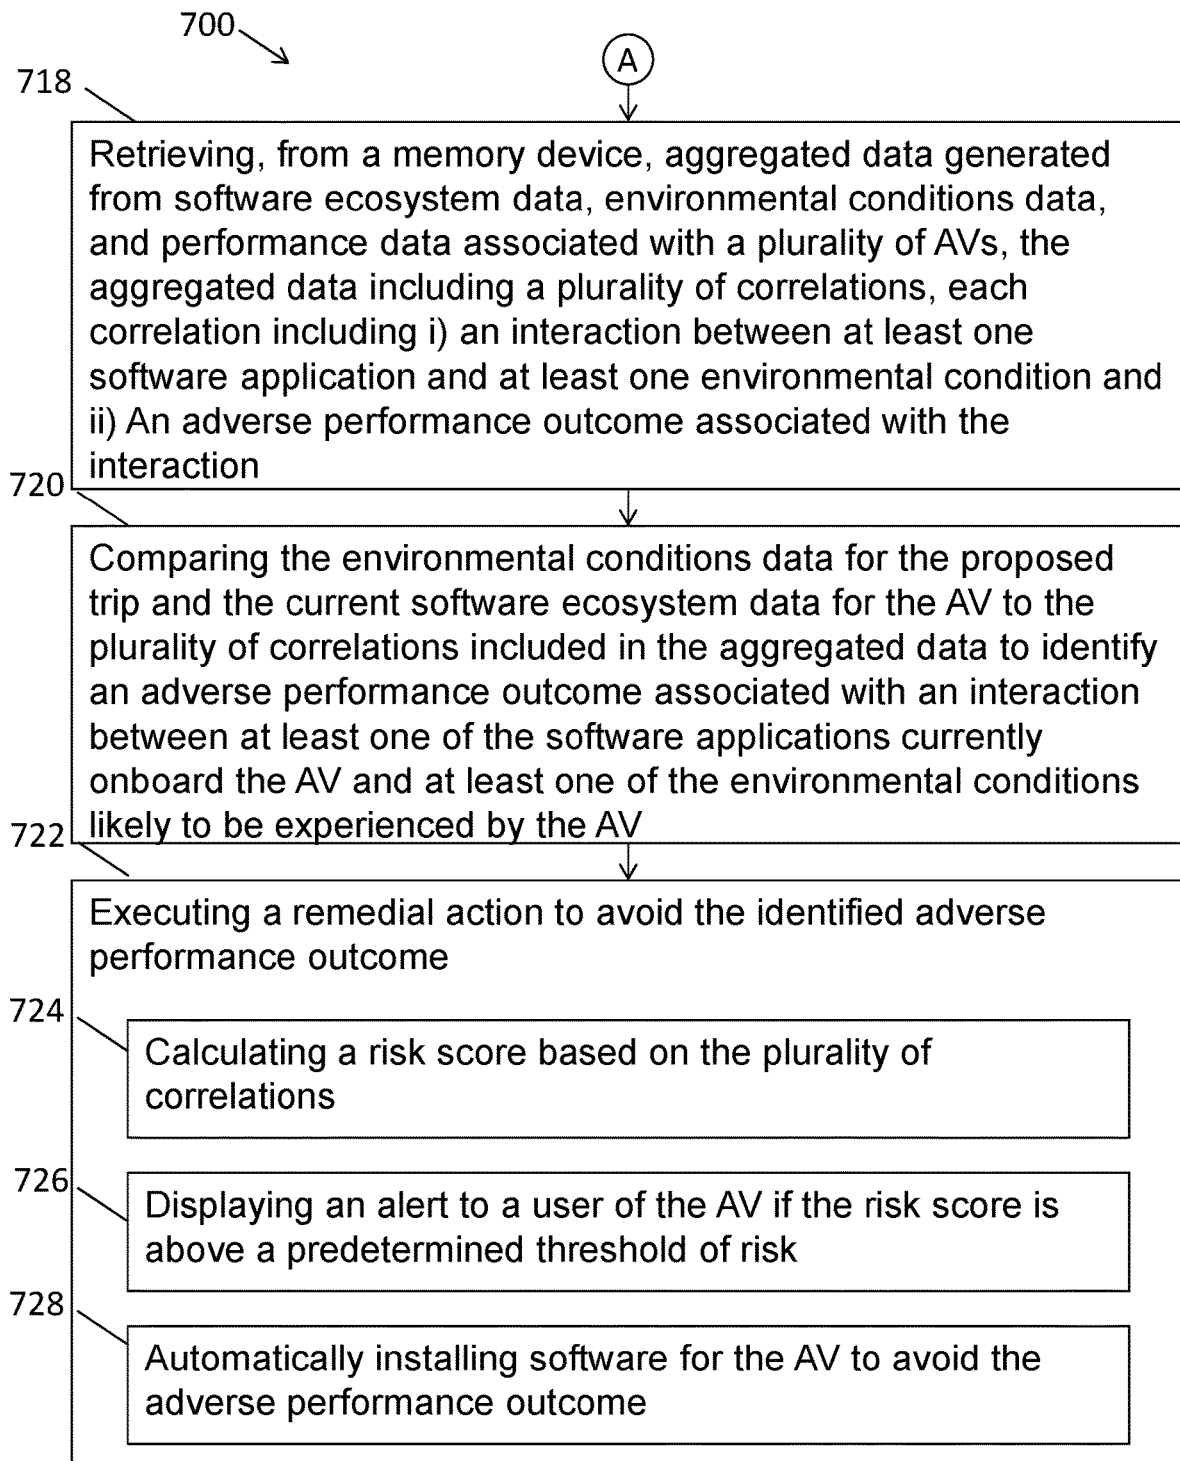 700
A
718
Retrieving, from a memory device, aggregated data generated
from software ecosystem data, environmental conditions data,
and performance data associated with a plurality of AVs, the
aggregated data including a plurality of correlations, each
correlation including i) an interaction between at least one
software application and at least one environmental condition and
ii) An adverse performance outcome associated with the
interaction
720
Comparing the environmental conditions data for the proposed
trip and the current software ecosystem data for the AV to the
plurality of correlations included in the aggregated data to identify
an adverse performance outcome associated with an interaction
between at least one of the software applications currently
onboard the AV and at least one of the environmental conditions
likely to be experienced by the AV
722
Executing a remedial action to avoid the identified adverse
performance outcome
724
Calculating a risk score based on the plurality of
correlations
726
Displaying an alert to a user of the AV if the risk score is
above a predetermined threshold of risk
728
Automatically installing software for the AV to avoid the
adverse performance outcome